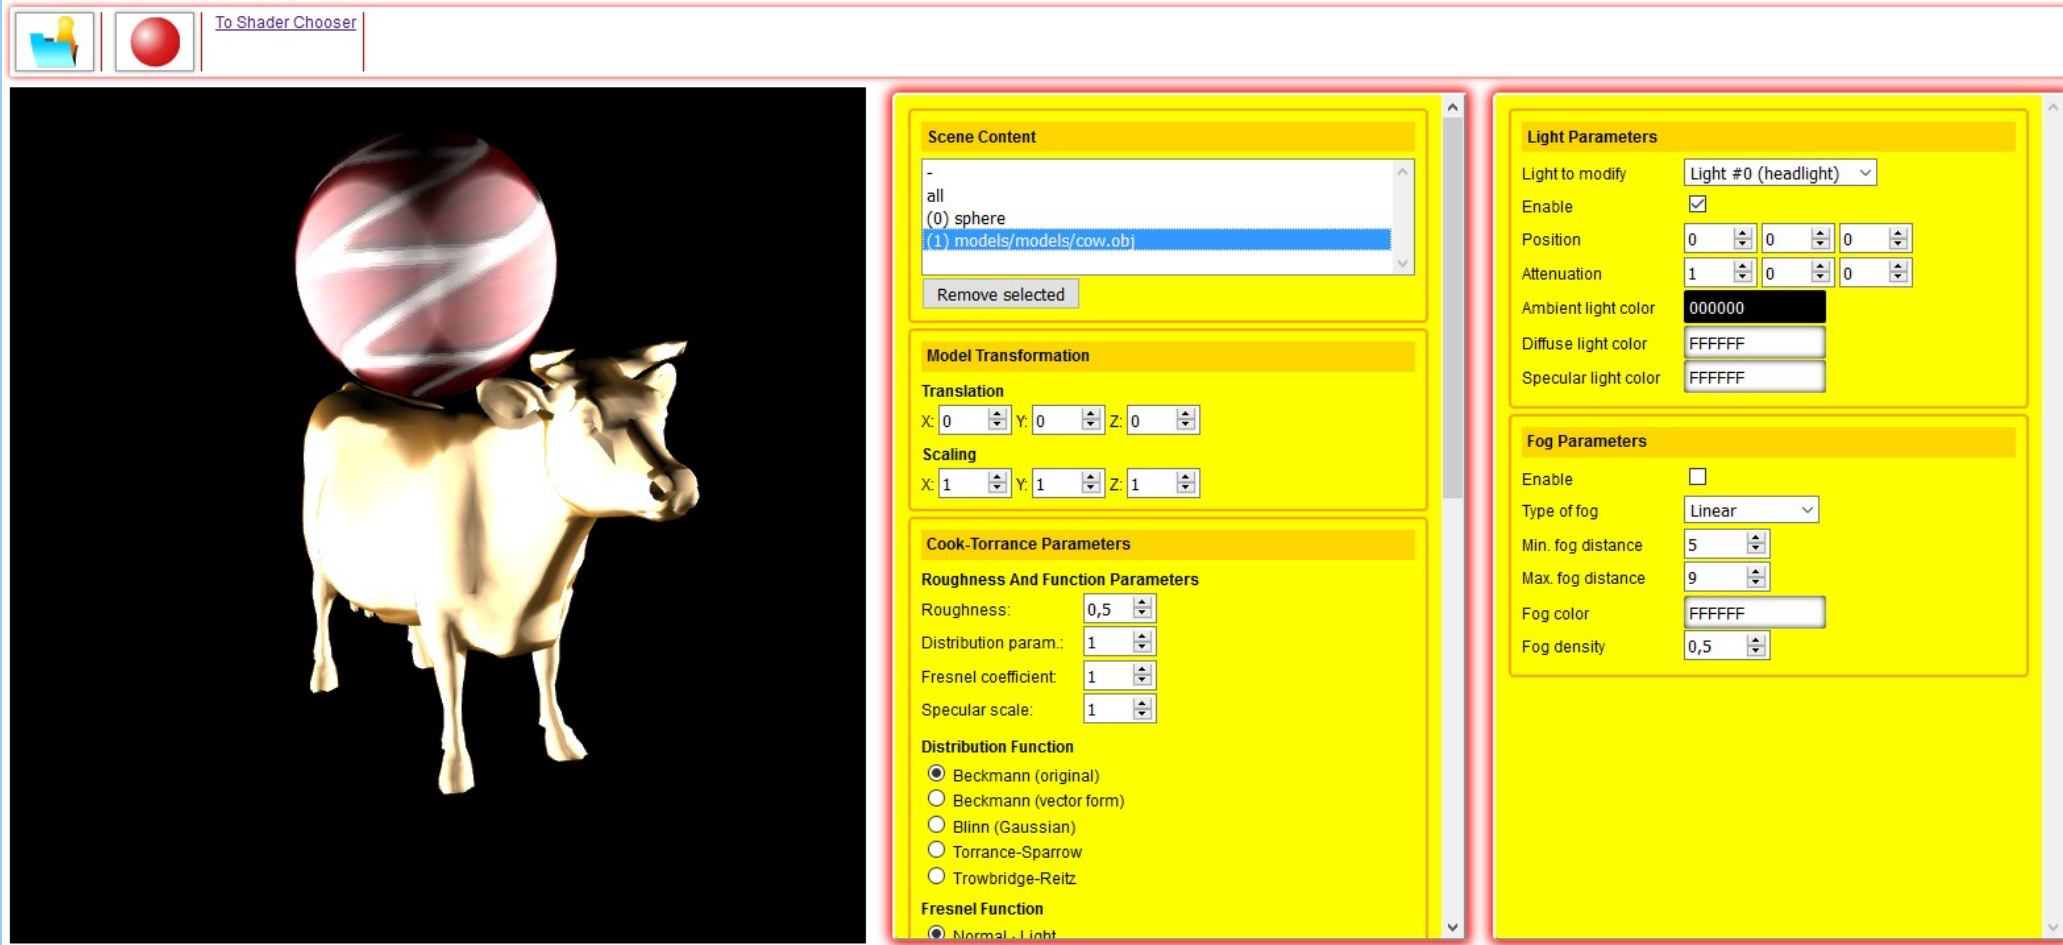 To Shader Chooser
Scene Content
-
all
(0) sphere
(1) models/models/cow.obj
Remove selected
Model Transformation
Translation
X: 0 Y: 0 Z: 0
Scaling
X: 1 Y: 1 Z: 1
Cook-Torrance Parameters
Roughness And Function Parameters
Roughness: 0,5
Distribution param.: 1
Fresnel coefficient: 1
Specular scale: 1
Distribution Function
Beckmann (original)
Beckmann (vector form)
Blinn (Gaussian)
Torrance-Sparrow
Trowbridge-Reitz
Fresnel Function
Normal · Light
Light Parameters
Light to modify Light #0 (headlight)
Enable
Position 0 0 0
Attenuation 1 0 0
Ambient light color 000000
Diffuse light color FFFFFF
Specular light color FFFFFF
Fog Parameters
Enable
Type of fog Linear
Min. fog distance 5
Max. fog distance 9
Fog color FFFFFF
Fog density 0,5